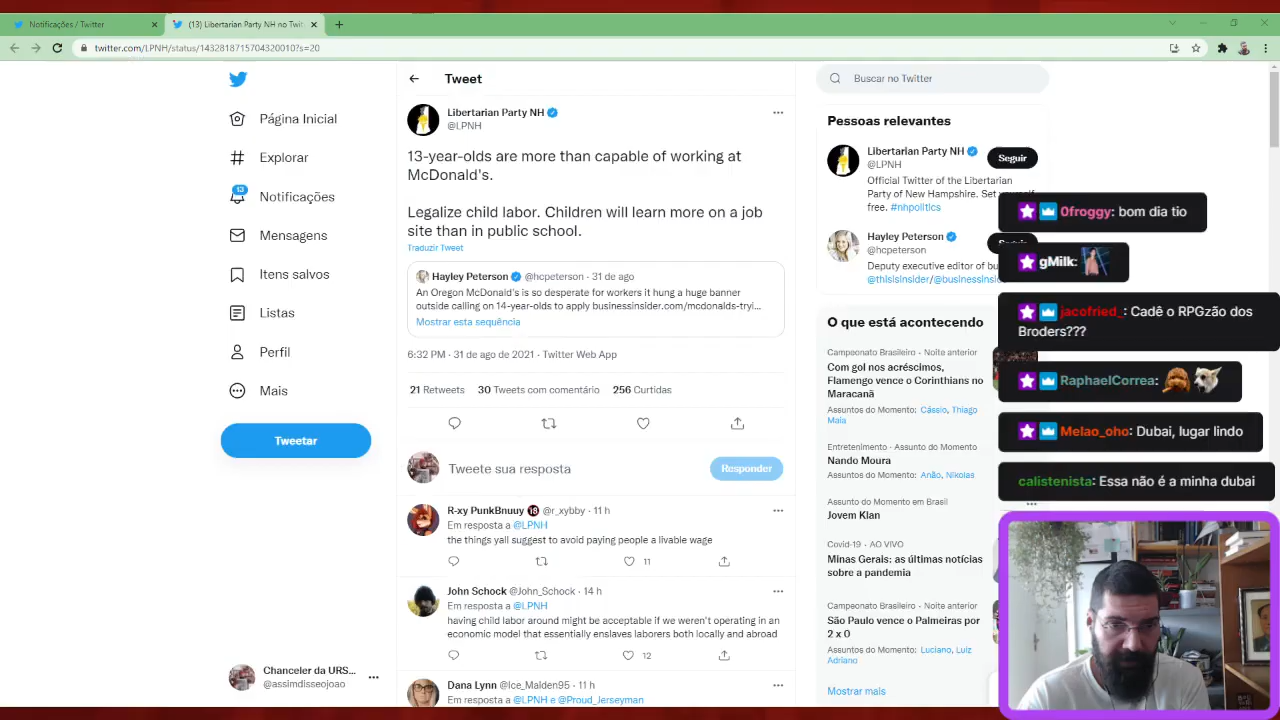 Notificações / Twitter
(13) Libertarian Party NH no Twit
twitter.com/LPNH/status/1432818715704320010?s=20
Página Inicial
Explorar
13
Notificações
Mensagens
Itens salvos
Listas
Perfil
Mais
Tweetar
Chanceler da URS...
@assimdisseojoao
Tweet
Libertarian Party NH
@LPNH
13-year-olds are more than capable of working at
McDonald's.
Legalize child labor. Children will learn more on a job
site than in public school.
Traduzir Tweet
Hayley Peterson @hcpeterson · 31 de ago
An Oregon McDonald's is so desperate for workers it hung a huge banner
outside calling on 14-year-olds to apply businessinsider.com/mcdonalds-tryi...
Mostrar esta sequência
6:32 PM · 31 de ago de 2021 · Twitter Web App
21 Retweets 30 Tweets com comentário 256 Curtidas
Tweete sua resposta
Responder
R-xy PunkBnuuy 🔞 @r_xybby · 11 h
Em resposta a @LPNH
the things yall suggest to avoid paying people a livable wage
11
John Schock @John_Schock · 14 h
Em resposta a @LPNH
having child labor around might be acceptable if we weren't operating in an
economic model that essentially enslaves laborers both locally and abroad
12
Dana Lynn @Ice_Maiden95 · 11 h
Em resposta a @LPNH e @Proud_Jerseyman
Buscar no Twitter
Pessoas relevantes
Libertarian Party NH
@LPNH
Seguir
Official Twitter of the Libertarian
Party of New Hampshire. Set yourself
free. #nhpolitics
Hayley Peterson
@hcpeterson
Seguir
Deputy executive editor of
@thisisinsider/@businessinsi
O que está acontecendo
Campeonato Brasileiro · Noite anterior
Com gol nos acréscimos,
Flamengo vence o Corinthians no
Maracanã
Assuntos do Momento: Cássio, Thiago
Maia
Entretenimento · Assunto do Momento
Nando Moura
Assuntos do Momento: Anão, Nikolas
Assunto do Momento em Brasil
Jovem Klan
Covid-19 · AO VIVO
Minas Gerais: as últimas notícias
sobre a pandemia
Campeonato Brasileiro · Noite anterior
São Paulo vence o Palmeiras por
2 x 0
Assuntos do Momento: Luciano, Luiz
Adriano
Mostrar mais
0froggy: bom dia tio
gMilk:
jacofried_: Cadê o RPGzão dos
Broders???
RaphaelCorrea:
Melao_oho: Dubai, lugar lindo
calistenista: Essa não é a minha dubai